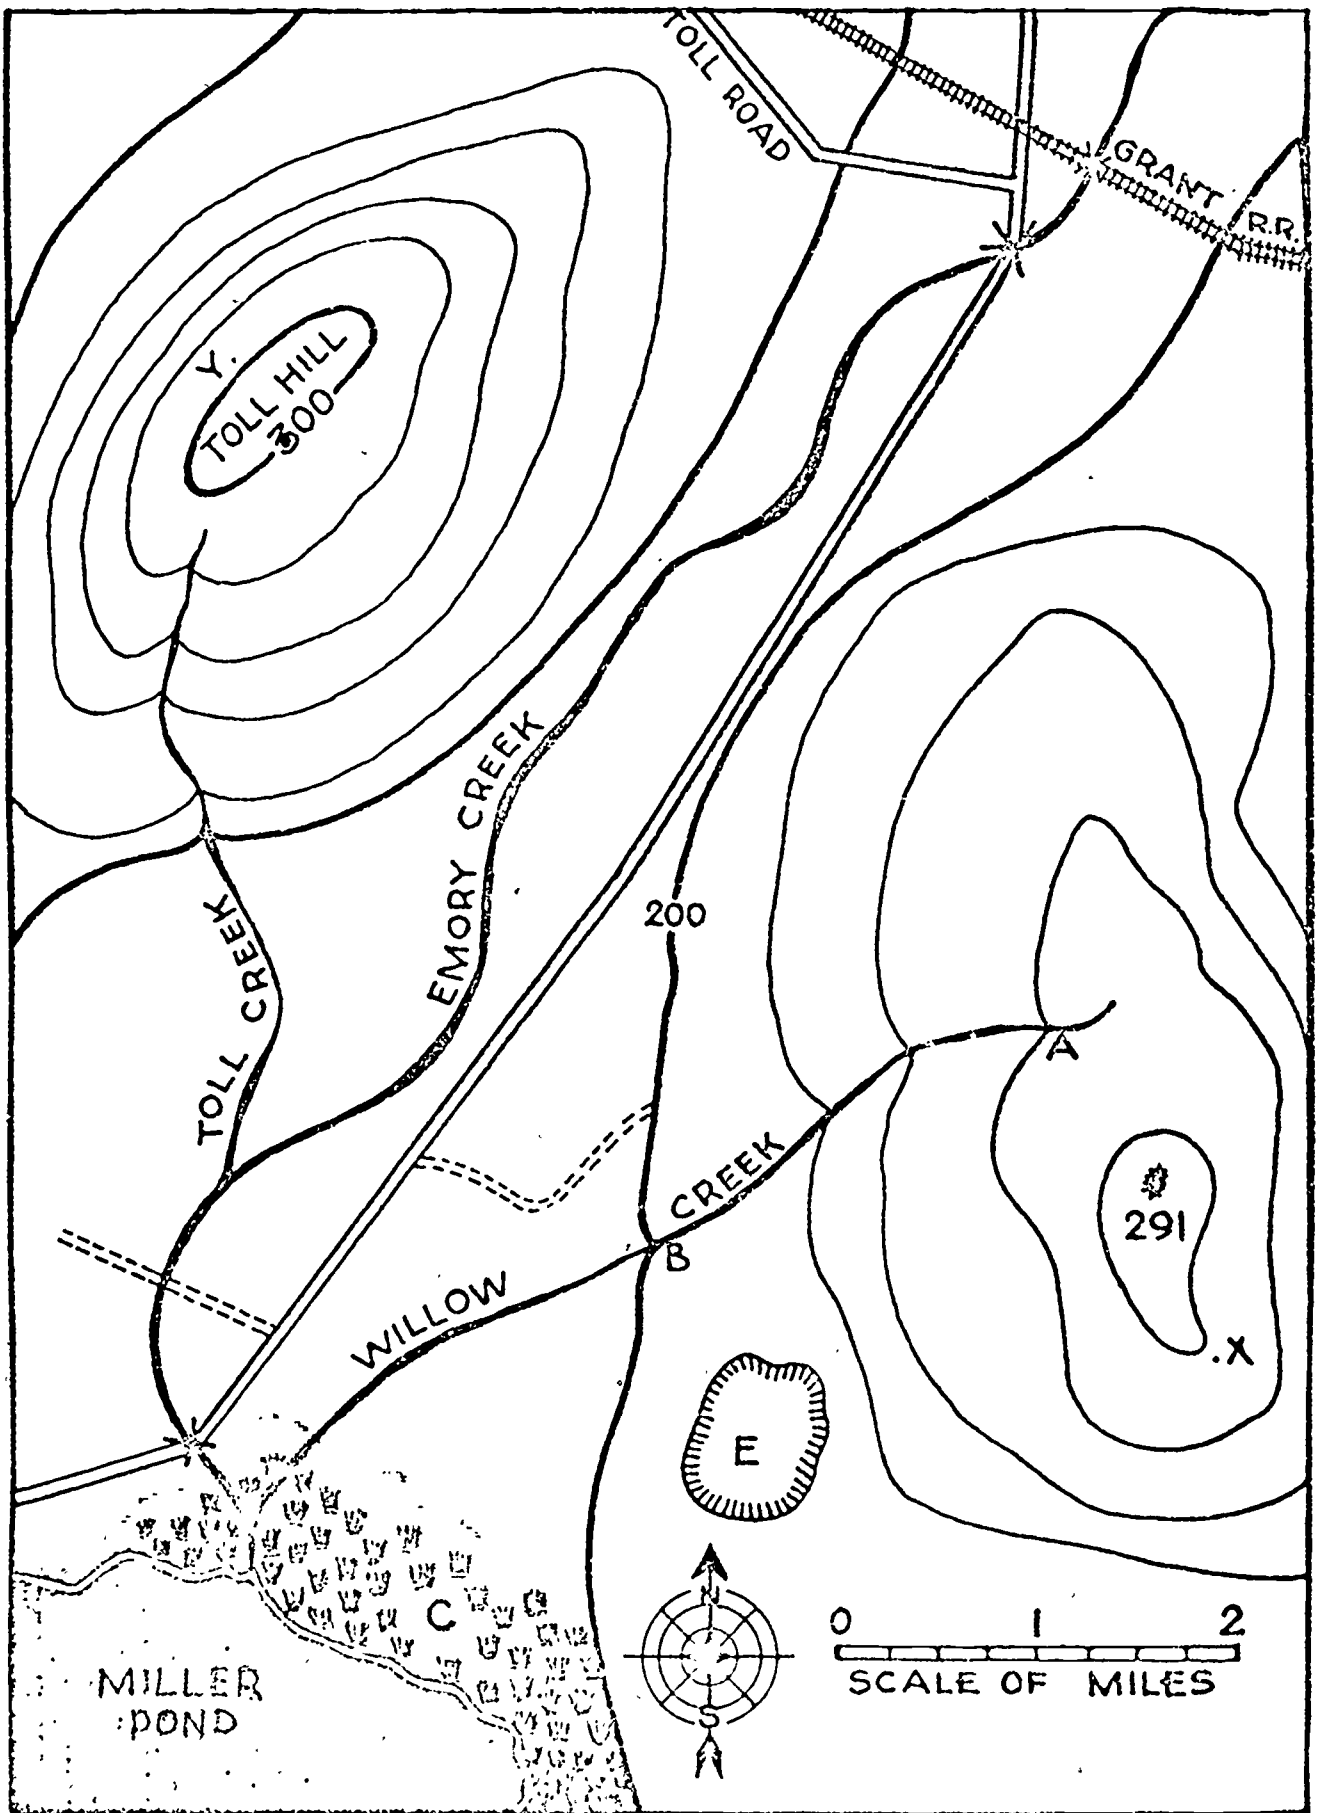 TOLL ROAD
GRANT R.R.
Y.
TOLL HILL
300
EMORY CREEK
TOLL CREEK
200
A
CREEK
B
WILLOW
291
.X
E
C
N
S
0 1 2
SCALE OF MILES
MILLER
POND